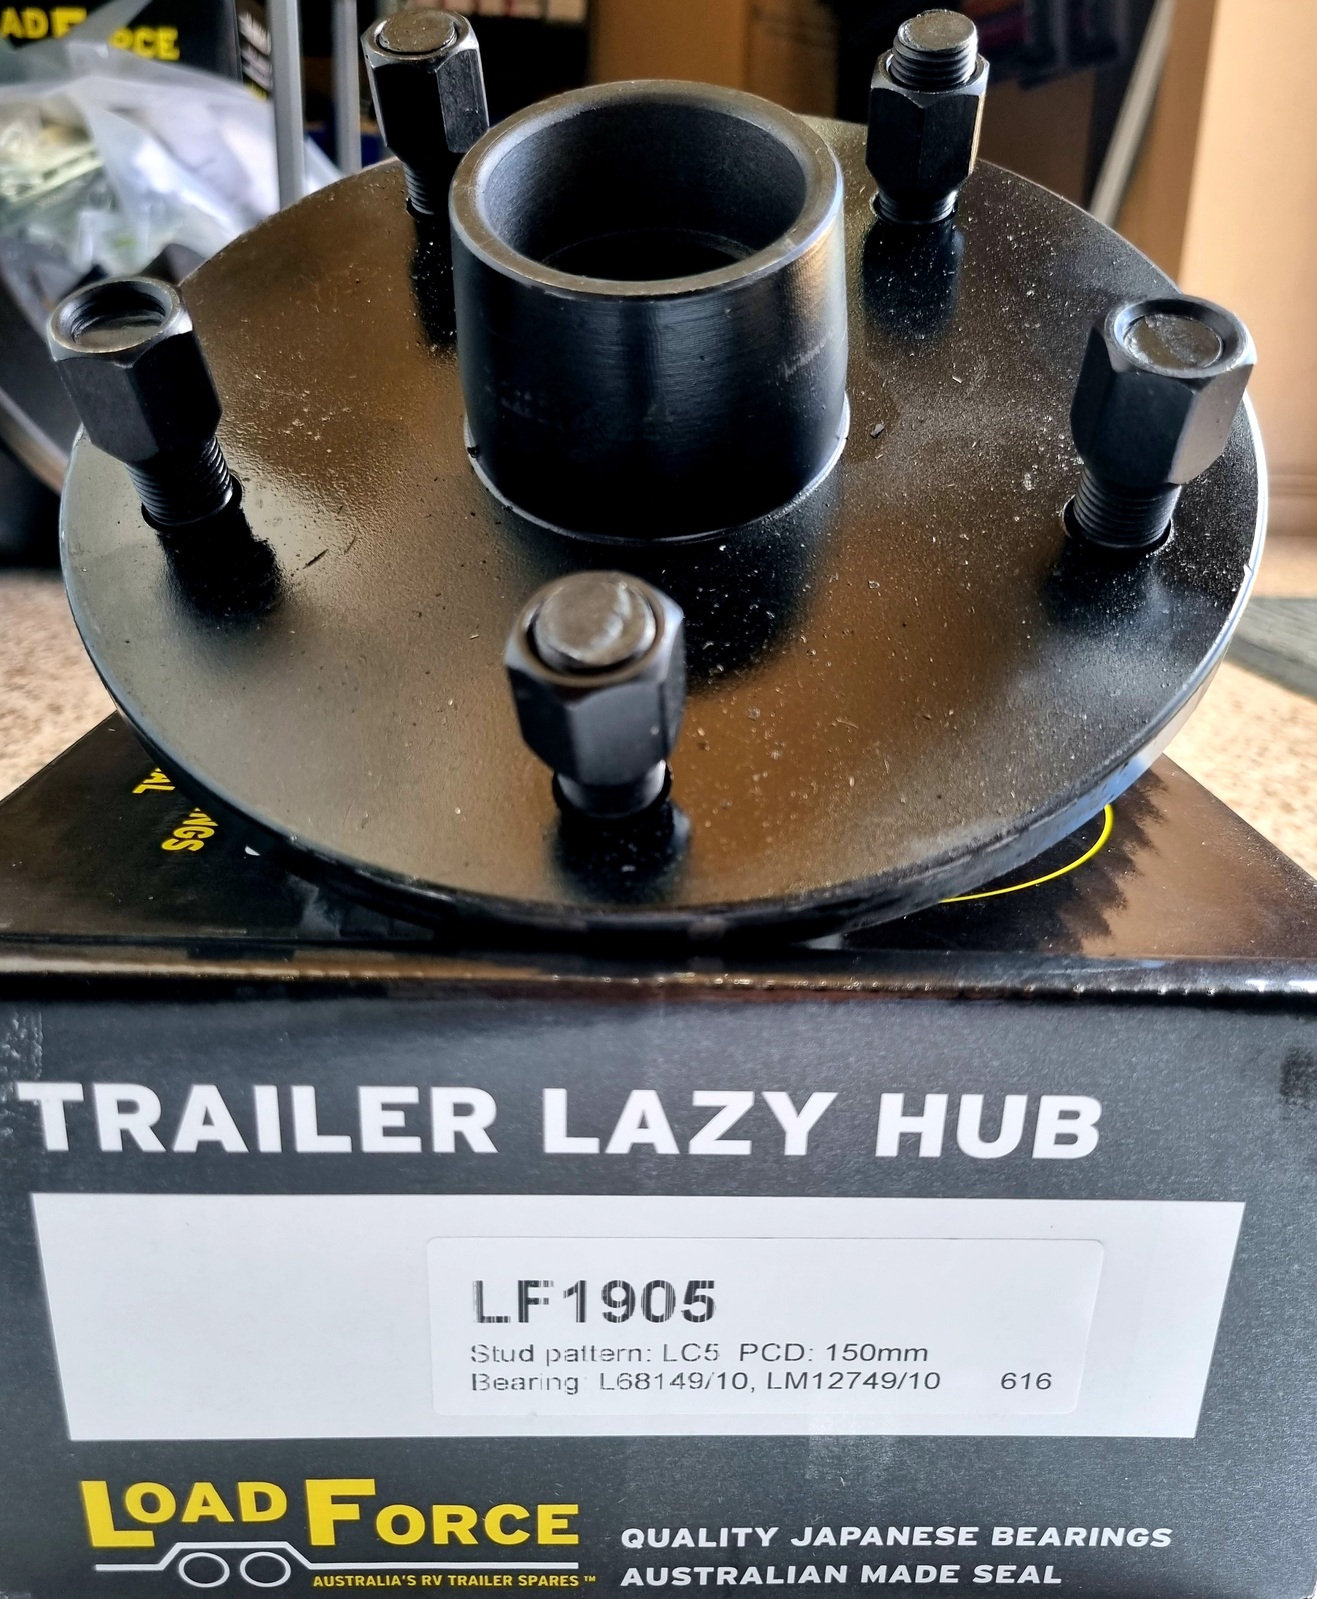 TRAILER LAZY HUB
LF1905
Stud pattern: LC5 PCD: 150mm
Bearing: L68149/10, LM12749/10 616
LOAD FORCE
AUSTRALIA'S RV TRAILER SPARES™
QUALITY JAPANESE BEARINGS
AUSTRALIAN MADE SEAL